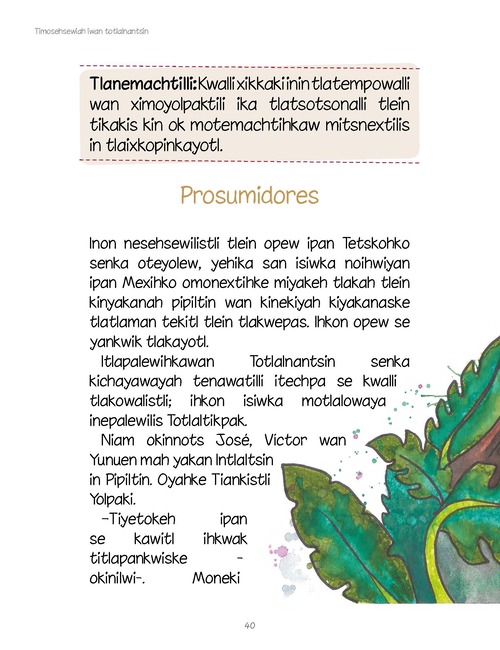 Timosehsewiah iwan totlalnantsin
Tlanemachtilli: Kwalli xikkaki inin tlatempowalli
wan ximoyolpaktili ika tlatsotsonalli tlein
tikakis kin ok motemachtihkaw mitsnextilis
in tlaixkopinkayotl.
Prosumidores
Inon nesehsewilistli tlein opew ipan Tetskohko
senka oteyolew, yehika san isiwka noihwiyan
ipan Mexihko omonextihke miyakeh tlakah tlein
kinyakanah pipiltin wan kinekiyah kiyakanaske
tlatlaman tekitl tlein tlakwepas. Ihkon opew se
yankwik tlakayotl.
Itlapalewihkawan Totlalnantsin senka
kichayawayah tenawatilli itechpa se kwalli
tlakowalistli; ihkon isiwka motlalowaya
inepalewilis Totlaltikpak.
Niam okinnots José, Victor wan
Yunuen mah yakan Intlaltsin
in Pipiltin. Oyahke Tiankistli
Yolpaki.
–Tiyetokeh ipan
se kawitl ihkwak
titlapankwiske -
okinilwi-. Moneki
40